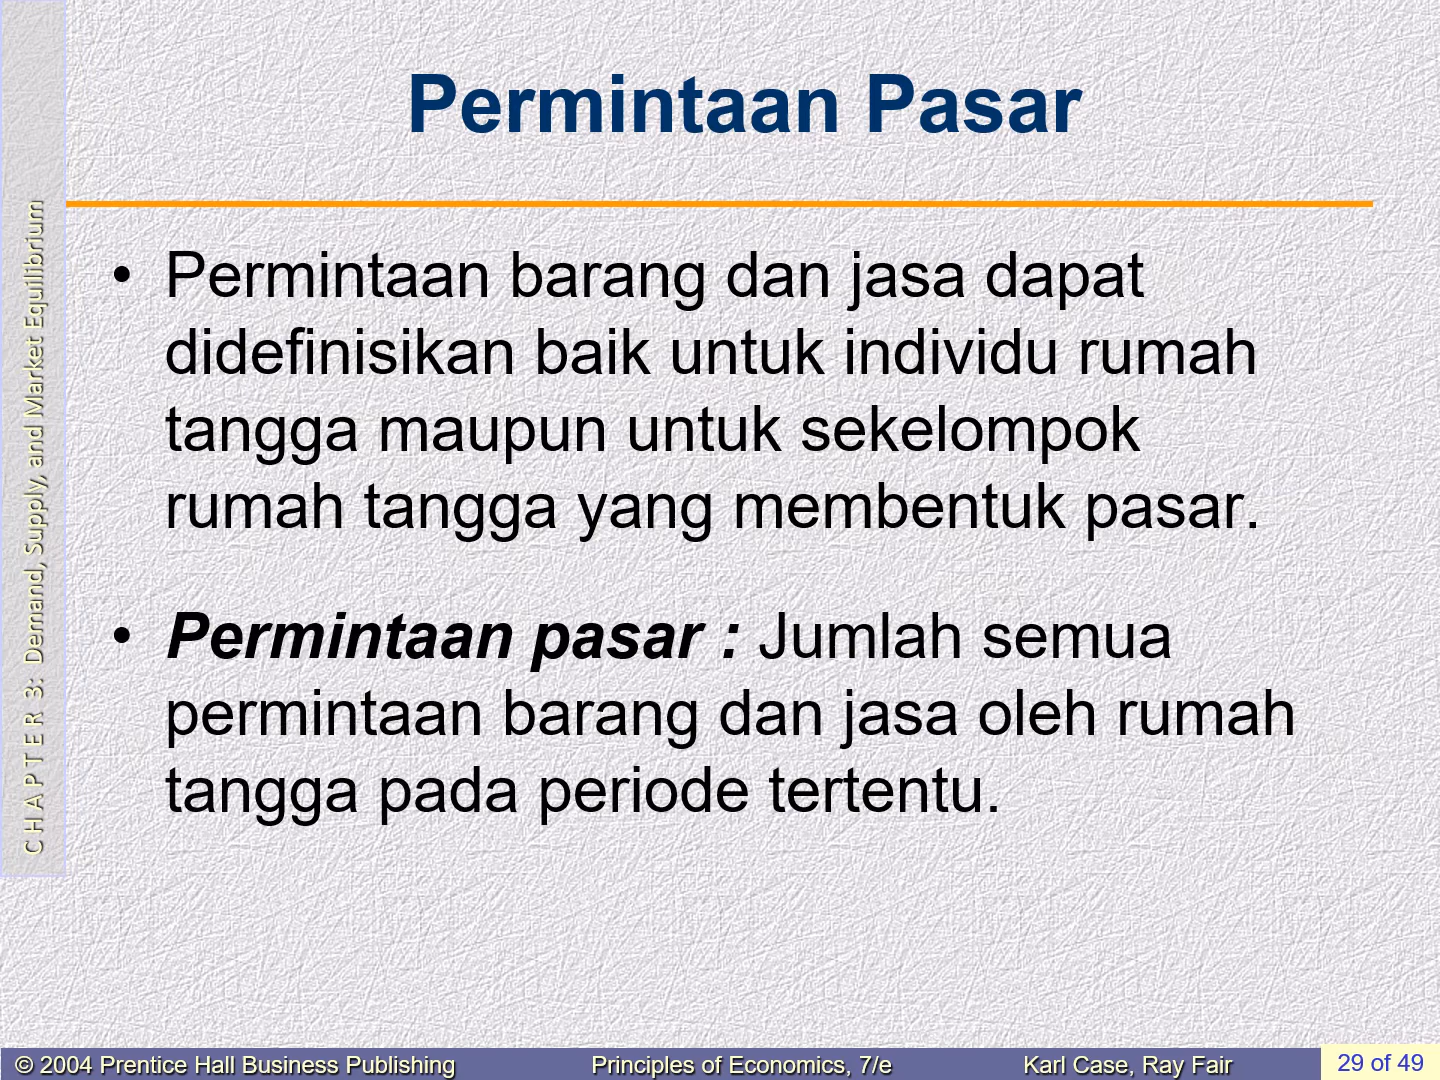 Permintaan Pasar
• Permintaan barang dan jasa dapat
didefinisikan baik untuk individu rumah
tangga maupun untuk sekelompok
rumah tangga yang membentuk pasar.
• Permintaan pasar : Jumlah semua
permintaan barang dan jasa oleh rumah
tangga pada periode tertentu.
C H A P T E R 3: Demand, Supply, and Market Equilibrium
© 2004 Prentice Hall Business Publishing Principles of Economics, 7/e Karl Case, Ray Fair 29 of 49